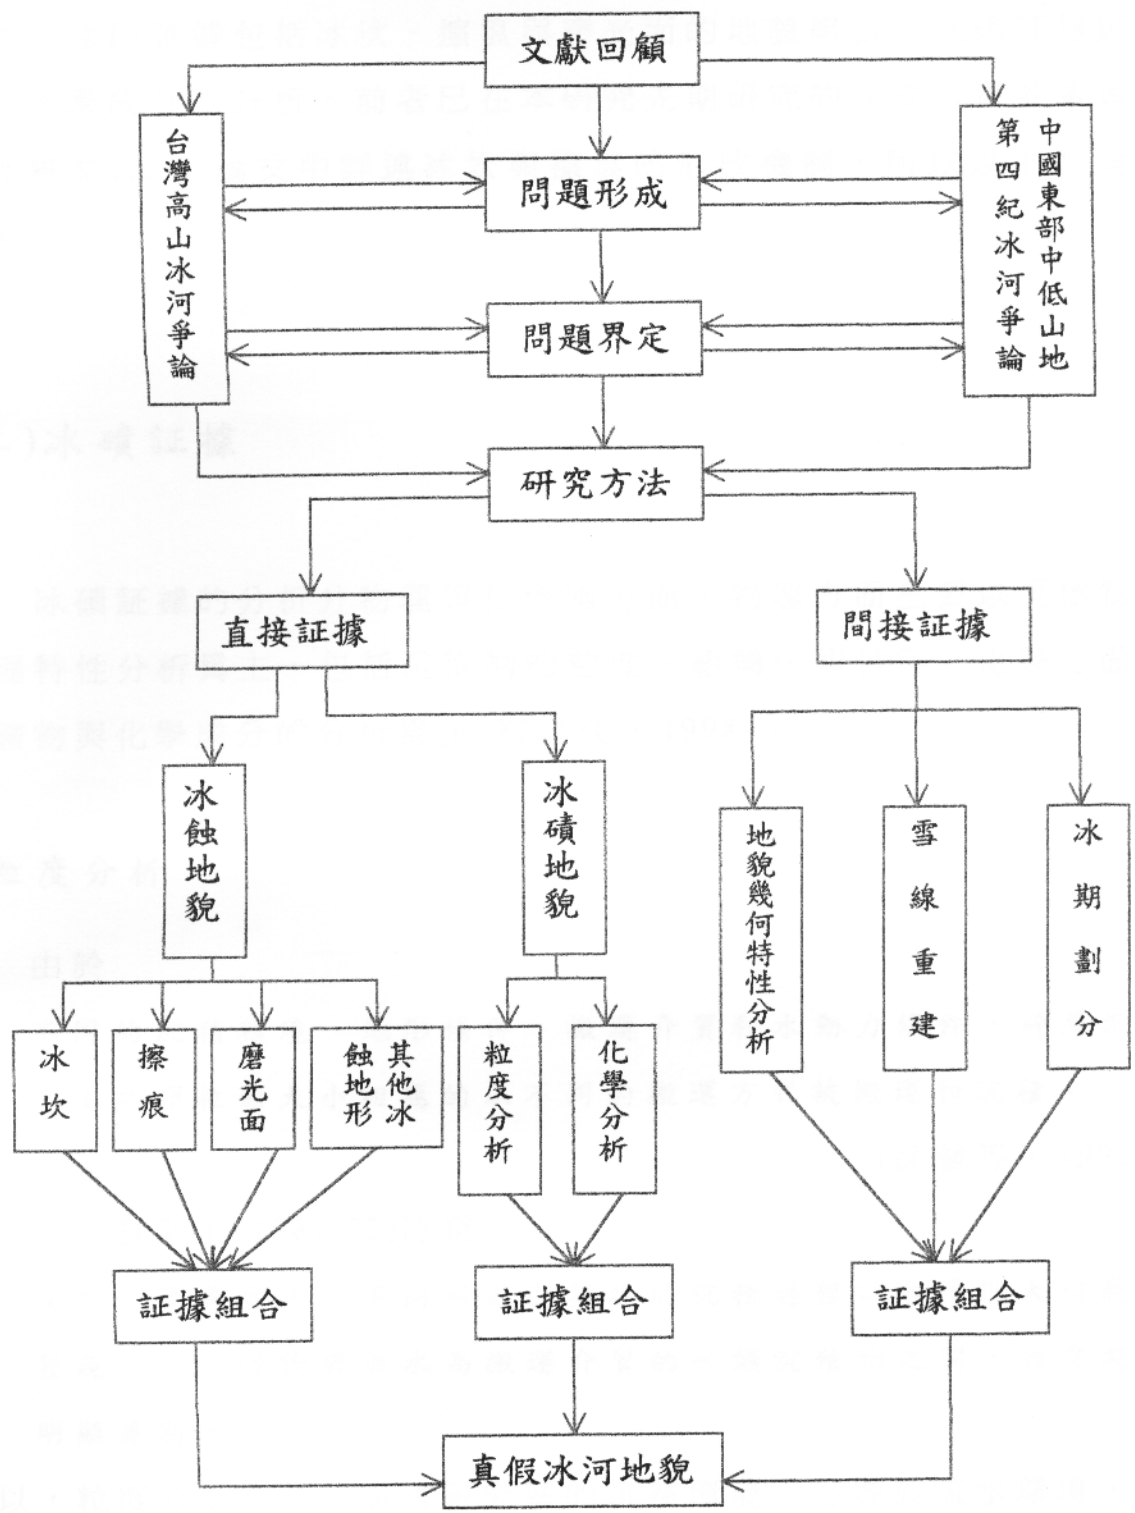 文獻回顧
台灣高山冰河爭論
問題形成
中國東部中低山地
第四紀冰河爭論
問題界定
研究方法
直接証據
間接証據
冰蝕地貌
冰磧地貌
地貌幾何特性分析
雪線重建
冰期劃分
冰坎
擦痕
磨光面
其他冰
蝕地形
粒度分析
化學分析
証據組合
証據組合
証據組合
真假冰河地貌